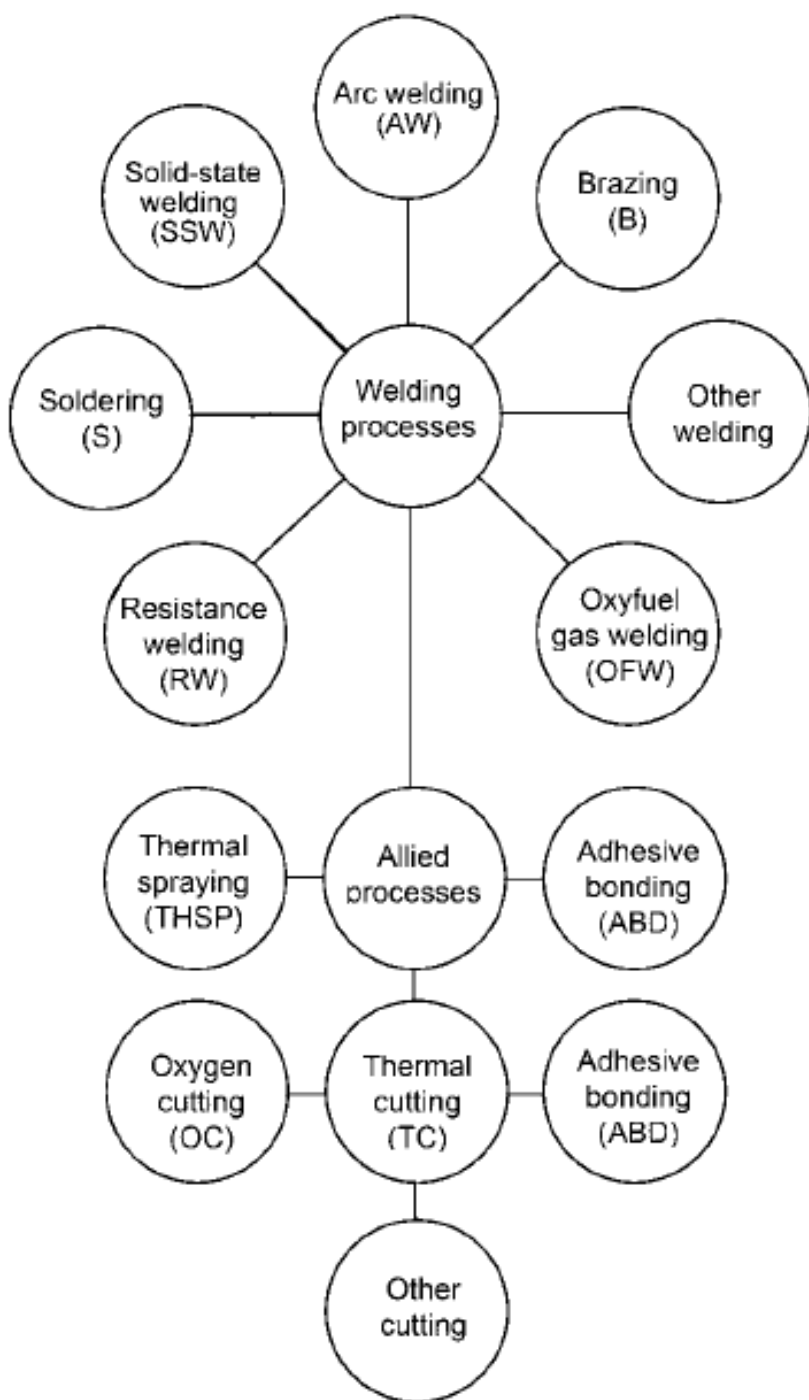 Arc welding
(AW)
Solid-state
welding
(SSW)
Brazing
(B)
Soldering
(S)
Welding
processes
Other
welding
Resistance
welding
(RW)
Oxyfuel
gas welding
(OFW)
Thermal
spraying
(THSP)
Allied
processes
Adhesive
bonding
(ABD)
Oxygen
cutting
(OC)
Thermal
cutting
(TC)
Adhesive
bonding
(ABD)
Other
cutting